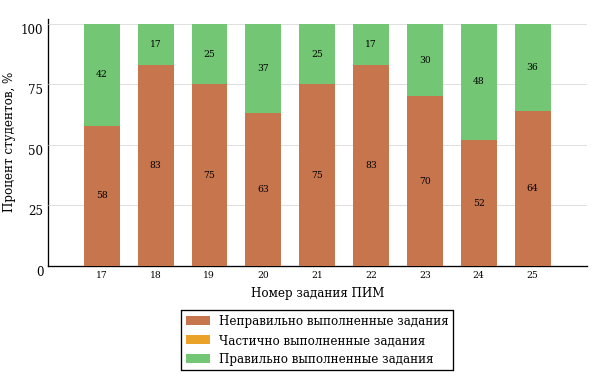 Процент студентов, %
100
75
50
25
0
42 17 25 37 25 17 30 48 36
58 83 75 63 75 83 70 52 64
17 18 19 20 21 22 23 24 25
Номер задания ПИМ
Неправильно выполненные задания
Частично выполненные задания
Правильно выполненные задания